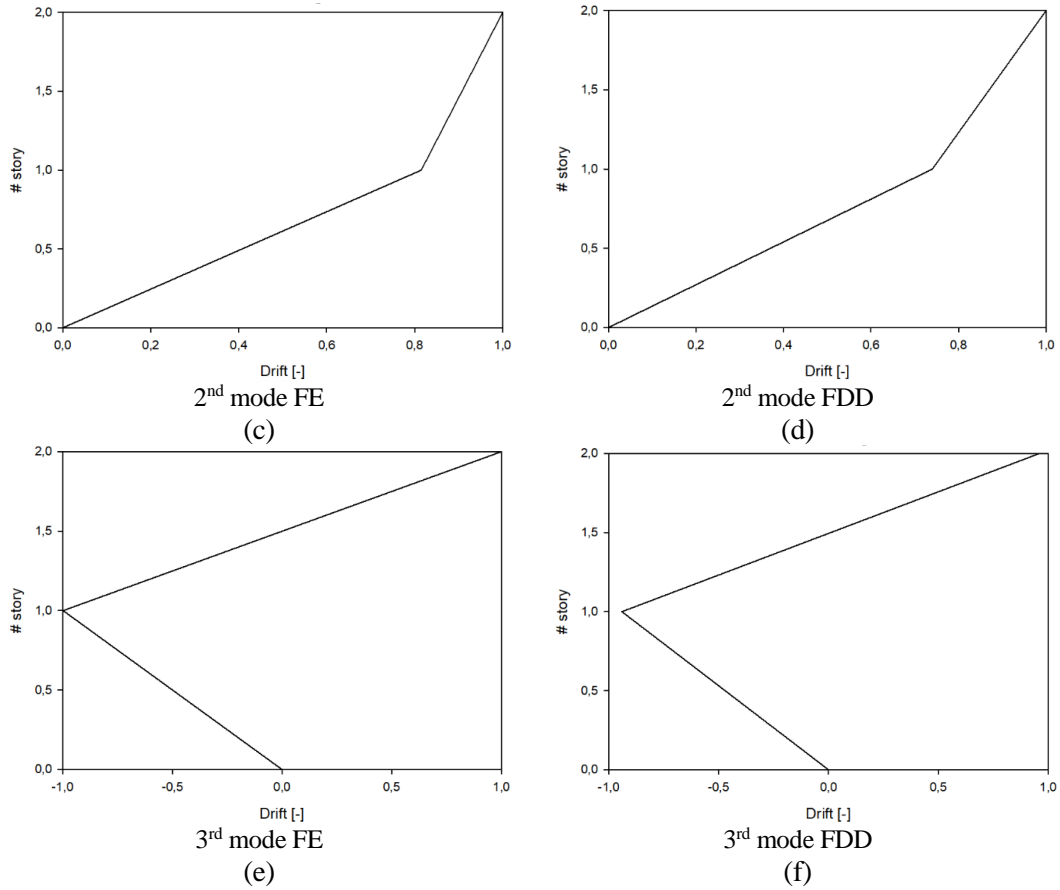 2,0
1,5
1,0
0,5
0,0
# story
0,0 0,2 0,4 0,6 0,8 1,0
Drift [-]
2nd mode FE
(c)
2,0
1,5
1,0
0,5
0,0
# story
0,0 0,2 0,4 0,6 0,8 1,0
Drift [-]
2nd mode FDD
(d)
2,0
1,5
1,0
0,5
0,0
# story
-1,0 -0,5 0,0 0,5 1,0
Drift [-]
3rd mode FE
(e)
2,0
1,5
1,0
0,5
0,0
# story
-1,0 -0,5 0,0 0,5 1,0
Drift [-]
3rd mode FDD
(f)